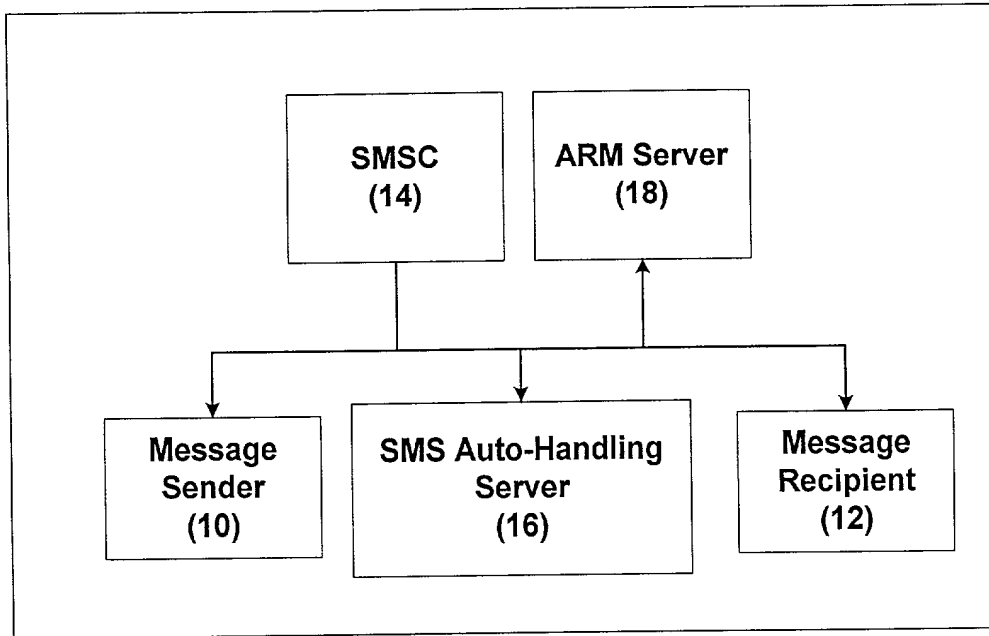 SMSC
(14)
ARM Server
(18)
Message
Sender
(10)
SMS Auto-Handling
Server
(16)
Message
Recipient
(12)